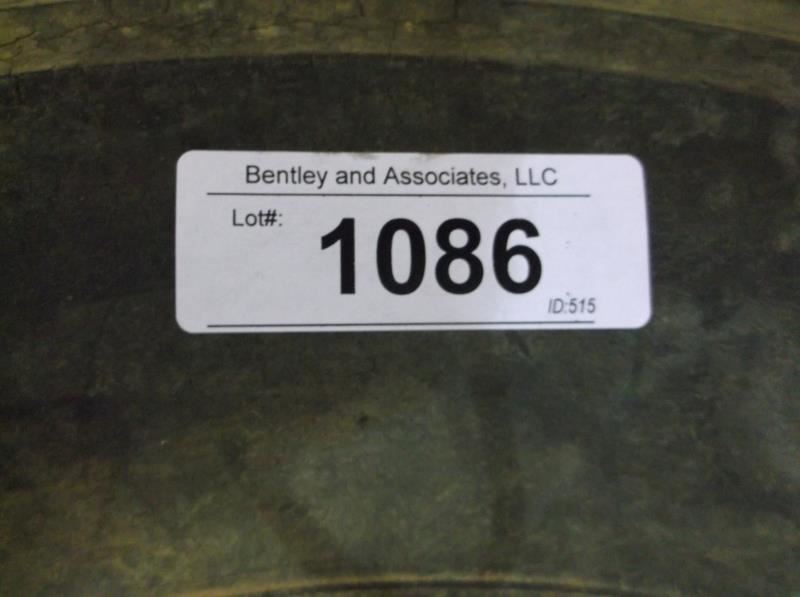 Bentley and Associates, LLC
Lot#:
1086
ID:515